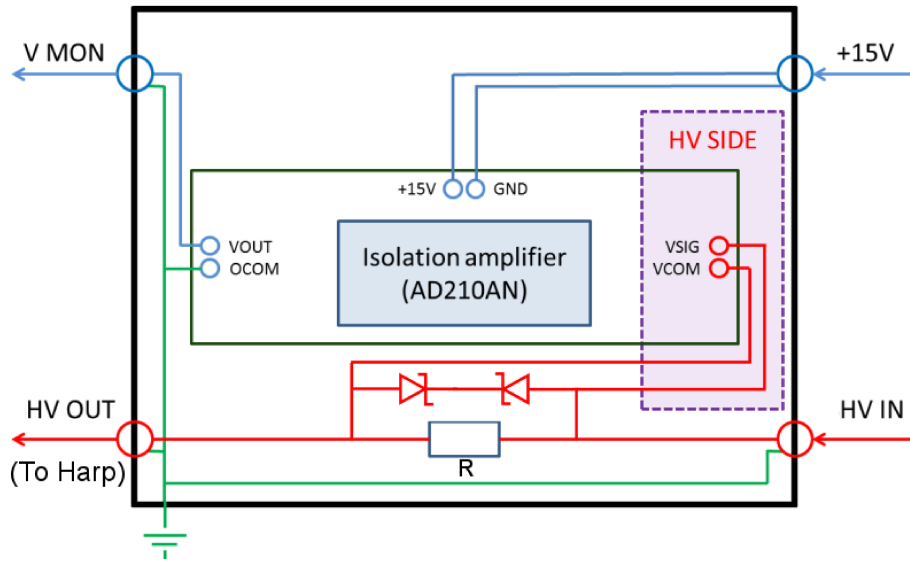 V MON
+15V
HV SIDE
+15V
GND
VOUT
OCOM
Isolation amplifier
(AD210AN)
VSIG
VCOM
HV OUT
(To Harp)
R
HV IN